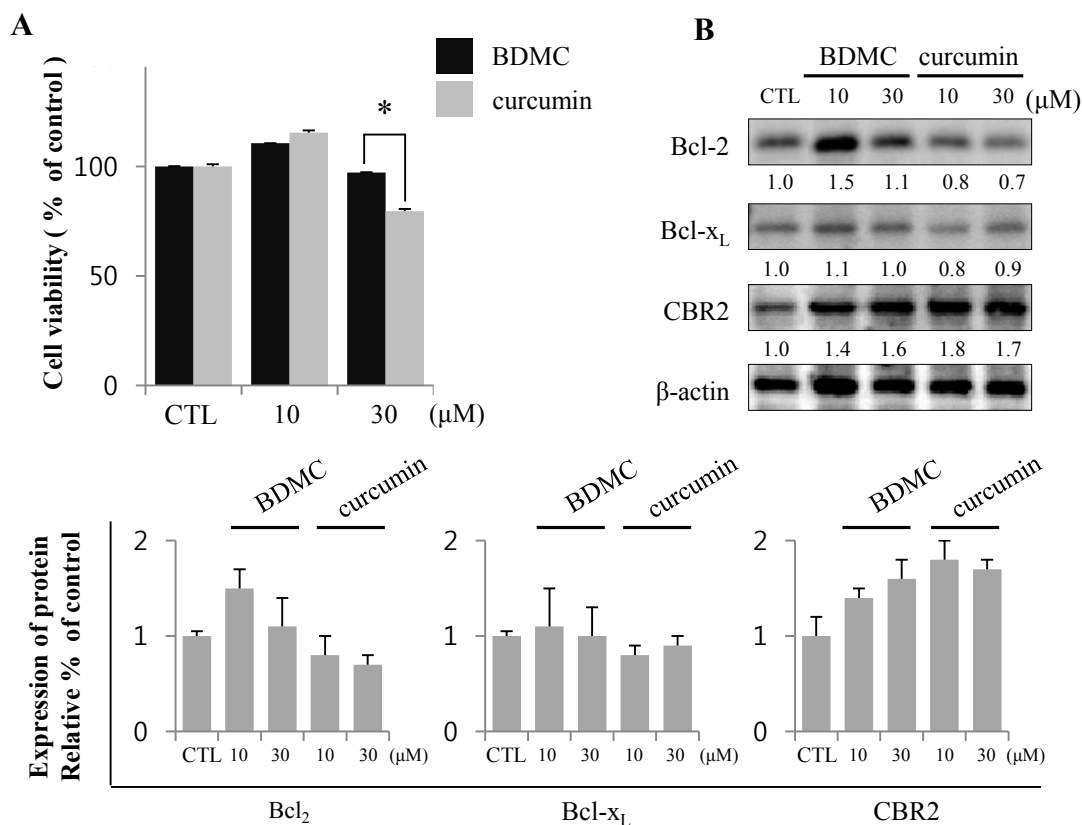 A
BDMC
curcumin
*
Cell viability ( % of control)
100
50
0
CTL 10 30 (μM)
B
BDMC curcumin
CTL 10 30 10 30 (μM)
Bcl-2
1.0 1.5 1.1 0.8 0.7
Bcl-xL
1.0 1.1 1.0 0.8 0.9
CBR2
1.0 1.4 1.6 1.8 1.7
β-actin
Expression of protein
Relative % of control
BDMC curcumin
2
1
0
CTL 10 30 10 30 (μM)
Bcl2
BDMC curcumin
2
1
0
CTL 10 30 10 30 (μM)
Bcl-xL
BDMC curcumin
2
1
0
CTL 10 30 10 30 (μM)
CBR2